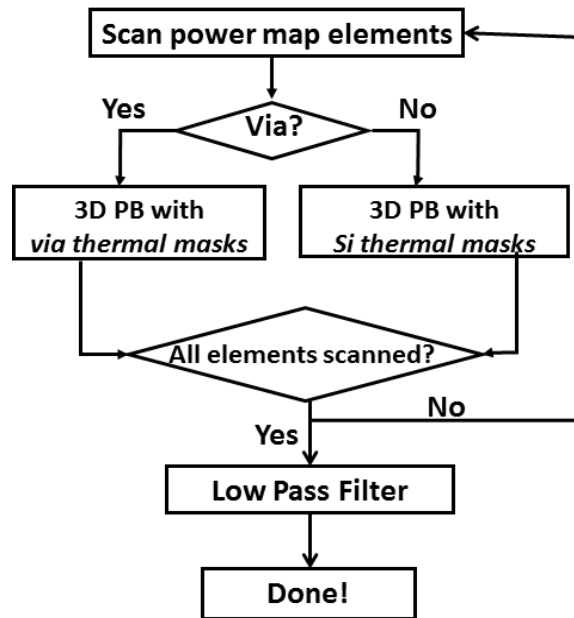 Scan power map elements
Yes
No
Via?
3D PB with
via thermal masks
3D PB with
Si thermal masks
All elements scanned?
No
Yes
Low Pass Filter
Done!